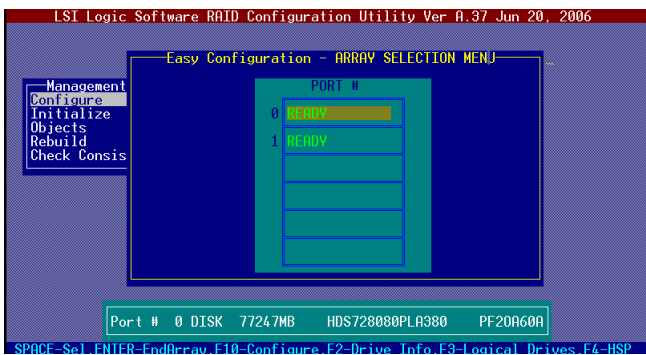 LSI Logic Software RAID Configuration Utility Ver A.37 Jun 20, 2006
Easy Configuration - ARRAY SELECTION MENU
Management
Configure
Initialize
Objects
Rebuild
Check Consis
PORT #
0 READY
1 READY
Port # 0 DISK 77247MB HDS728080PLA380 PF2OA60A
SPACE-Sel,ENTER-EndArray,F10-Configure,F2-Drive Info,F3-Logical Drives,F4-HSP